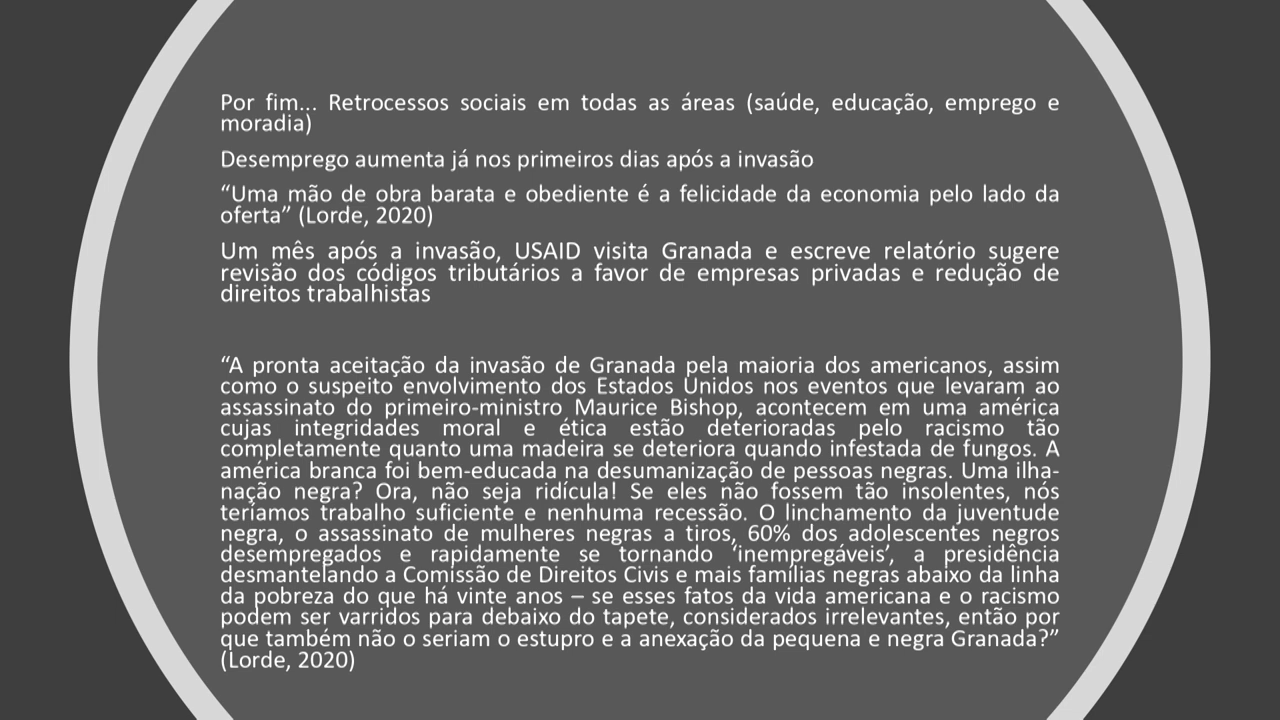 Por fim... Retrocessos sociais em todas as áreas (saúde, educação, emprego e
moradia)
Desemprego aumenta já nos primeiros dias após a invasão
“Uma mão de obra barata e obediente é a felicidade da economia pelo lado da
oferta” (Lorde, 2020)
Um mês após a invasão, USAID visita Granada e escreve relatório sugere
revisão dos códigos tributários a favor de empresas privadas e redução de
direitos trabalhistas
“A pronta aceitação da invasão de Granada pela maioria dos americanos, assim
como o suspeito envolvimento dos Estados Unidos nos eventos que levaram ao
assassinato do primeiro-ministro Maurice Bishop, acontecem em uma américa
cujas integridades moral e ética estão deterioradas pelo racismo tão
completamente quanto uma madeira se deteriora quando infestada de fungos. A
américa branca foi bem-educada na desumanização de pessoas negras. Uma ilha-
nação negra? Ora, não seja ridícula! Se eles não fossem tão insolentes, nós
teríamos trabalho suficiente e nenhuma recessão. O linchamento da juventude
negra, o assassinato de mulheres negras a tiros, 60% dos adolescentes negros
desempregados e rapidamente se tornando ‘inempregáveis’, a presidência
desmantelando a Comissão de Direitos Civis e mais famílias negras abaixo da linha
da pobreza do que há vinte anos – se esses fatos da vida americana e o racismo
podem ser varridos para debaixo do tapete, considerados irrelevantes, então por
que também não o seriam o estupro e a anexação da pequena e negra Granada?”
(Lorde, 2020)